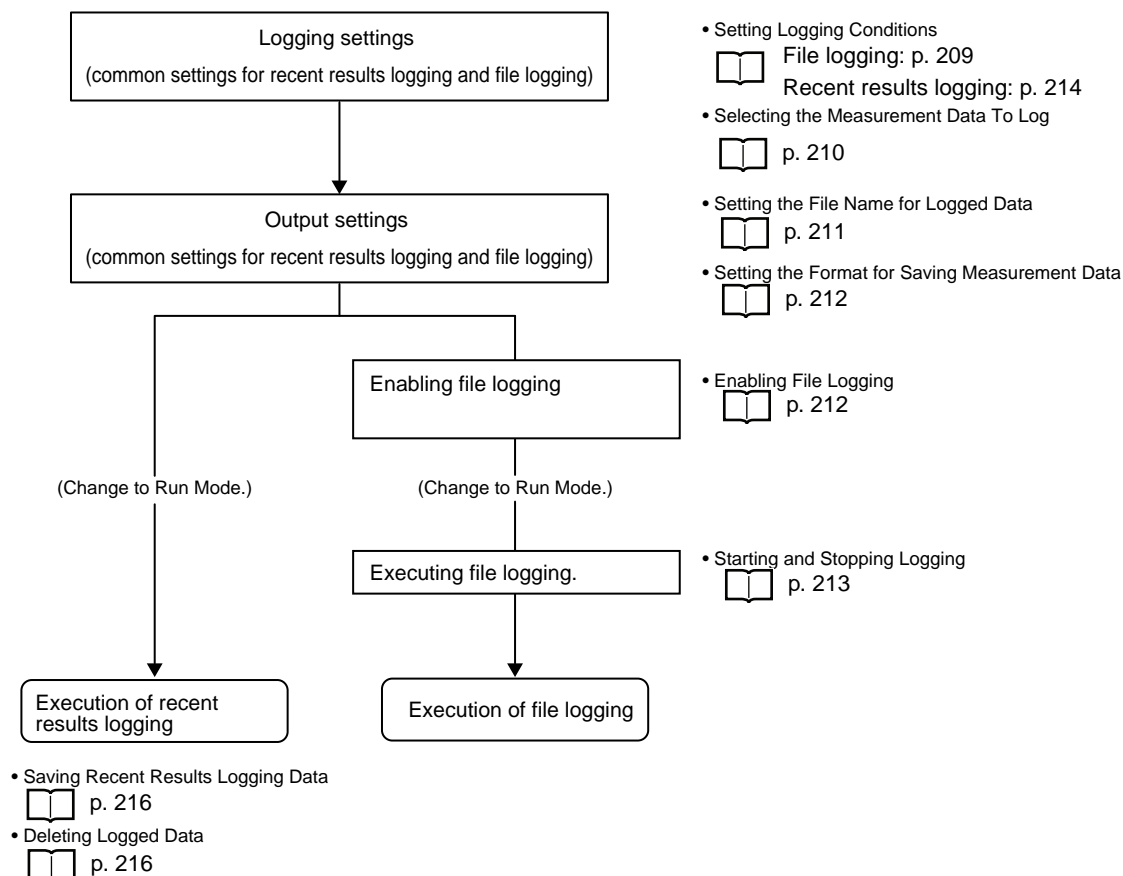 Logging settings
(common settings for recent results logging and file logging)
• Setting Logging Conditions
File logging: p. 209
Recent results logging: p. 214
• Selecting the Measurement Data To Log
p. 210
Output settings
(common settings for recent results logging and file logging)
• Setting the File Name for Logged Data
p. 211
• Setting the Format for Saving Measurement Data
p. 212
Enabling file logging
• Enabling File Logging
p. 212
(Change to Run Mode.)
(Change to Run Mode.)
Executing file logging.
• Starting and Stopping Logging
p. 213
Execution of recent
results logging
Execution of file logging
• Saving Recent Results Logging Data
p. 216
• Deleting Logged Data
p. 216